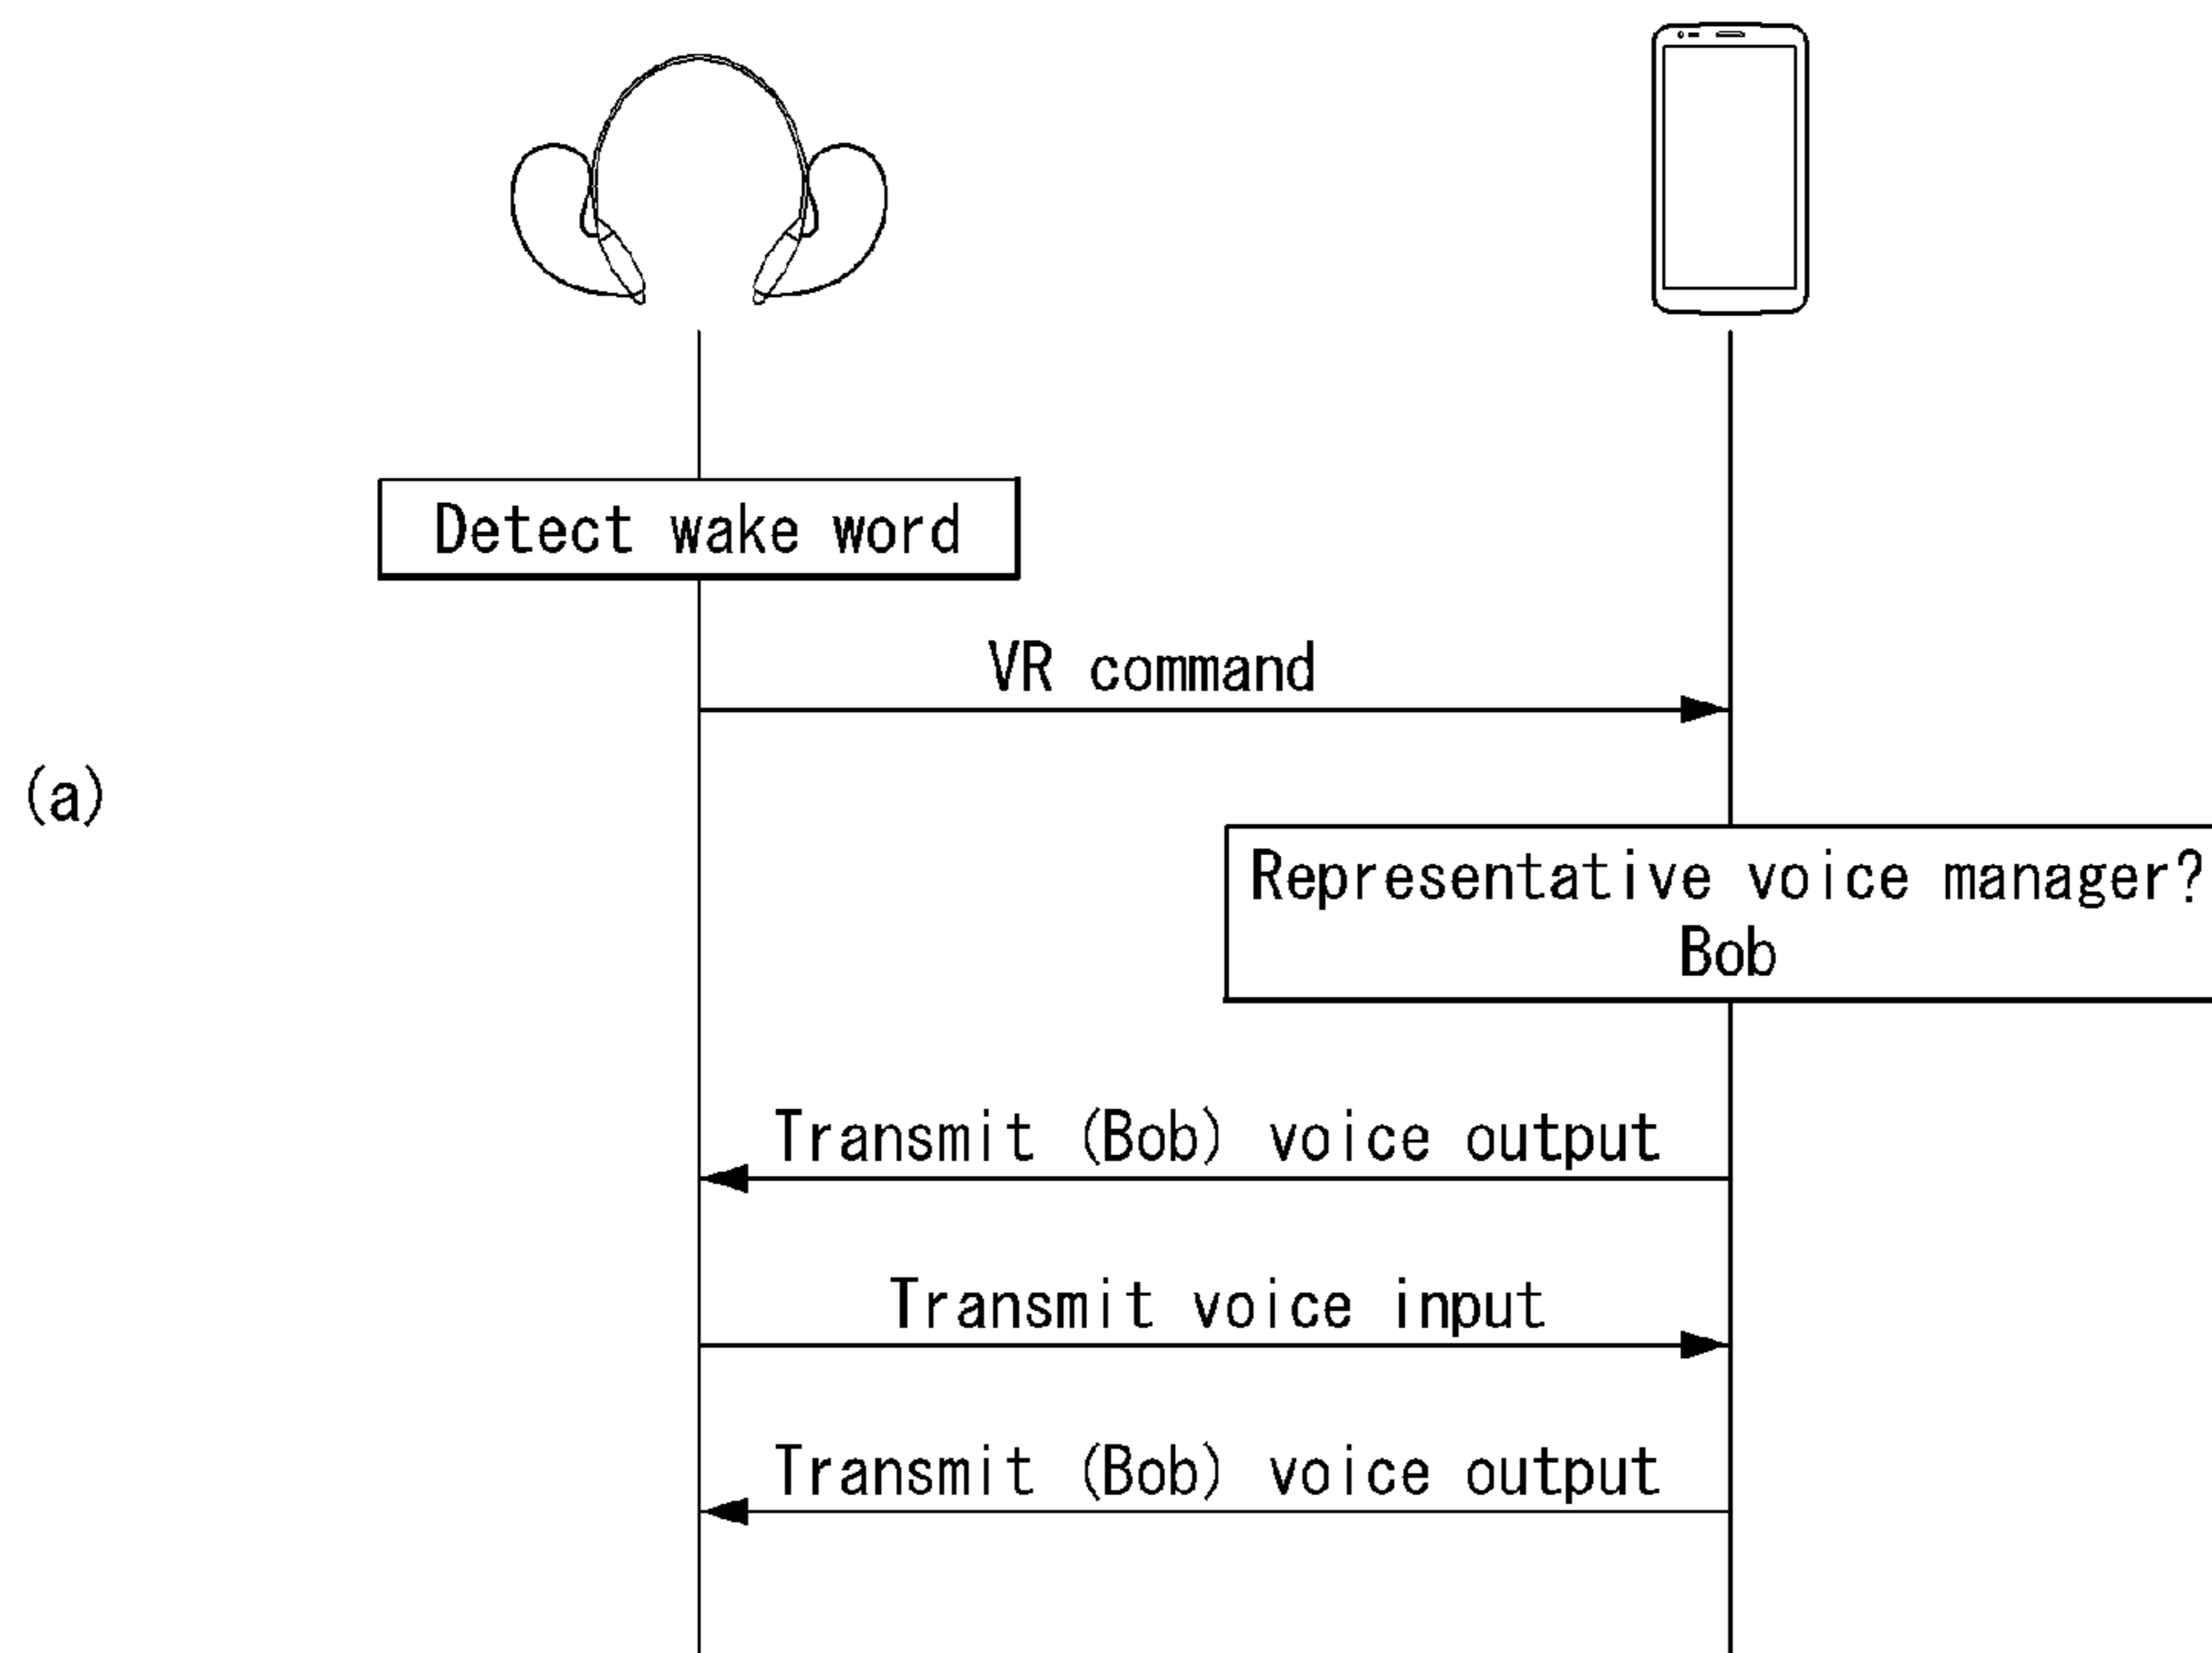 Detect wake word
VR command
(a)
Representative voice manager?
Bob
Transmit (Bob) voice output
Transmit voice input
Transmit (Bob) voice output